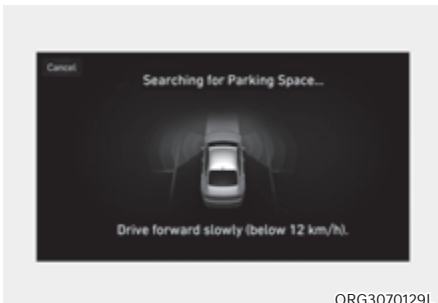 Cancel
Searching for Parking Space...
Drive forward slowly (below 12 km/h).
ORG3070129L